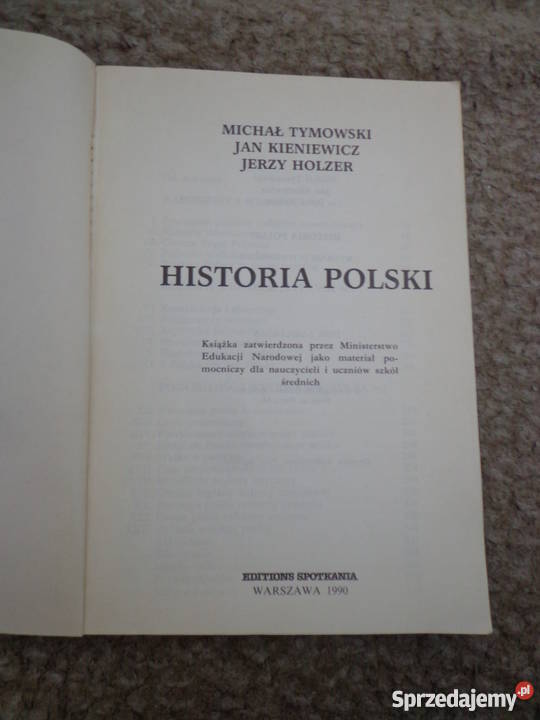 MICHAŁ TYMOWSKI
JAN KIENIEWICZ
JERZY HOLZER
HISTORIA POLSKI
Książka zatwierdzona przez Ministerstwo
Edukacji Narodowej jako materiał po-
mocniczy dla nauczycieli i uczniów szkół
średnich
EDITIONS SPOTKANIA
WARSZAWA 1990
Sprzedajemy.pl